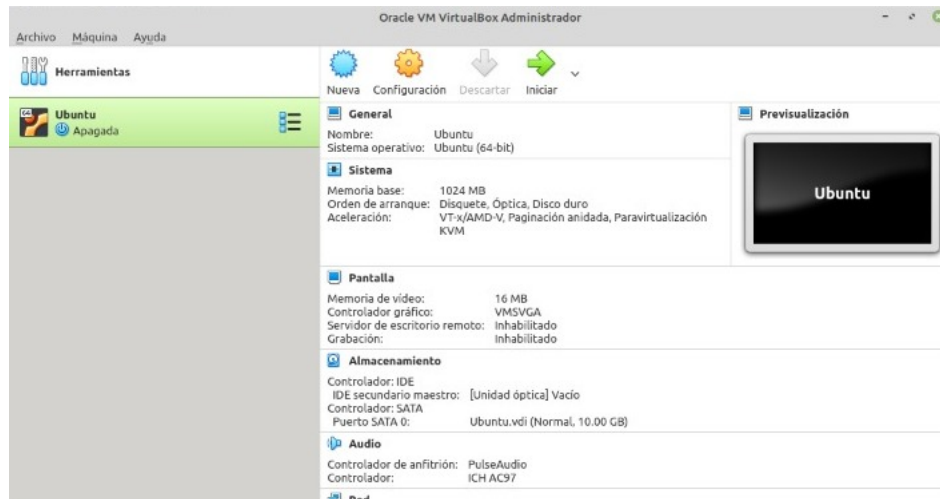 Oracle VM VirtualBox Administrador
Archivo Máquina Ayuda
Herramientas
Nueva Configuración Descartar Iniciar
64
Ubuntu
Apagada
General
Nombre: Ubuntu
Sistema operativo: Ubuntu (64-bit)
Previsualización
Ubuntu
Sistema
Memoria base: 1024 MB
Orden de arranque: Disquete, Óptica, Disco duro
Aceleración: VT-x/AMD-V, Paginación anidada, Paravirtualización
KVM
Pantalla
Memoria de vídeo: 16 MB
Controlador gráfico: VMSVGA
Servidor de escritorio remoto: Inhabilitado
Grabación: Inhabilitado
Almacenamiento
Controlador: IDE
IDE secundario maestro: [Unidad óptica] Vacío
Controlador: SATA
Puerto SATA 0: Ubuntu.vdi (Normal, 10.00 GB)
Audio
Controlador de anfitrión: PulseAudio
Controlador: ICH AC97
Red